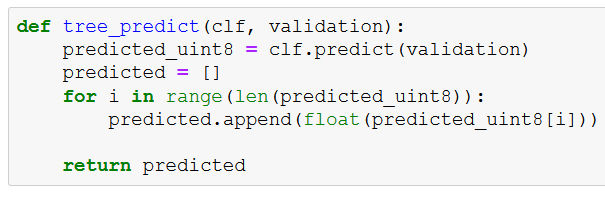 def tree_predict(clf, validation):
    predicted_uint8 = clf.predict(validation)
    predicted = []
    for i in range(len(predicted_uint8)):
        predicted.append(float(predicted_uint8[i]))
    return predicted